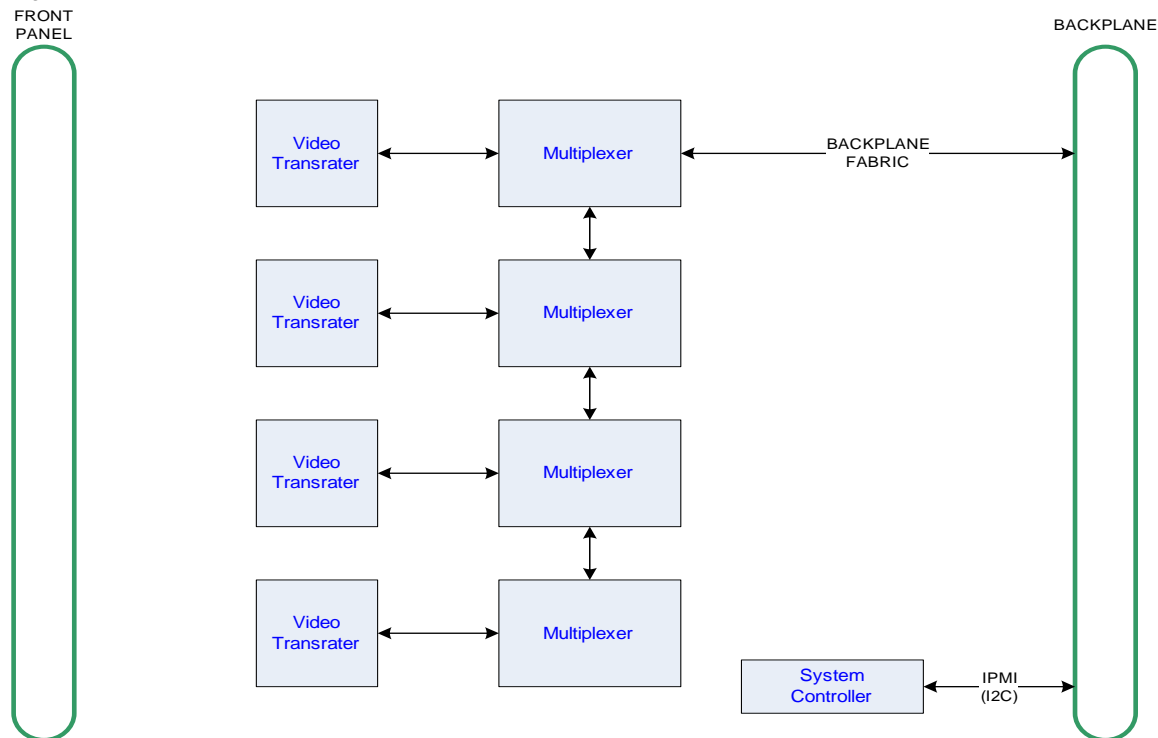 FRONT
PANEL
BACKPLANE
Video
Transrater
Multiplexer
BACKPLANE
FABRIC
Video
Transrater
Multiplexer
Video
Transrater
Multiplexer
Video
Transrater
Multiplexer
System
Controller
IPMI
(I2C)